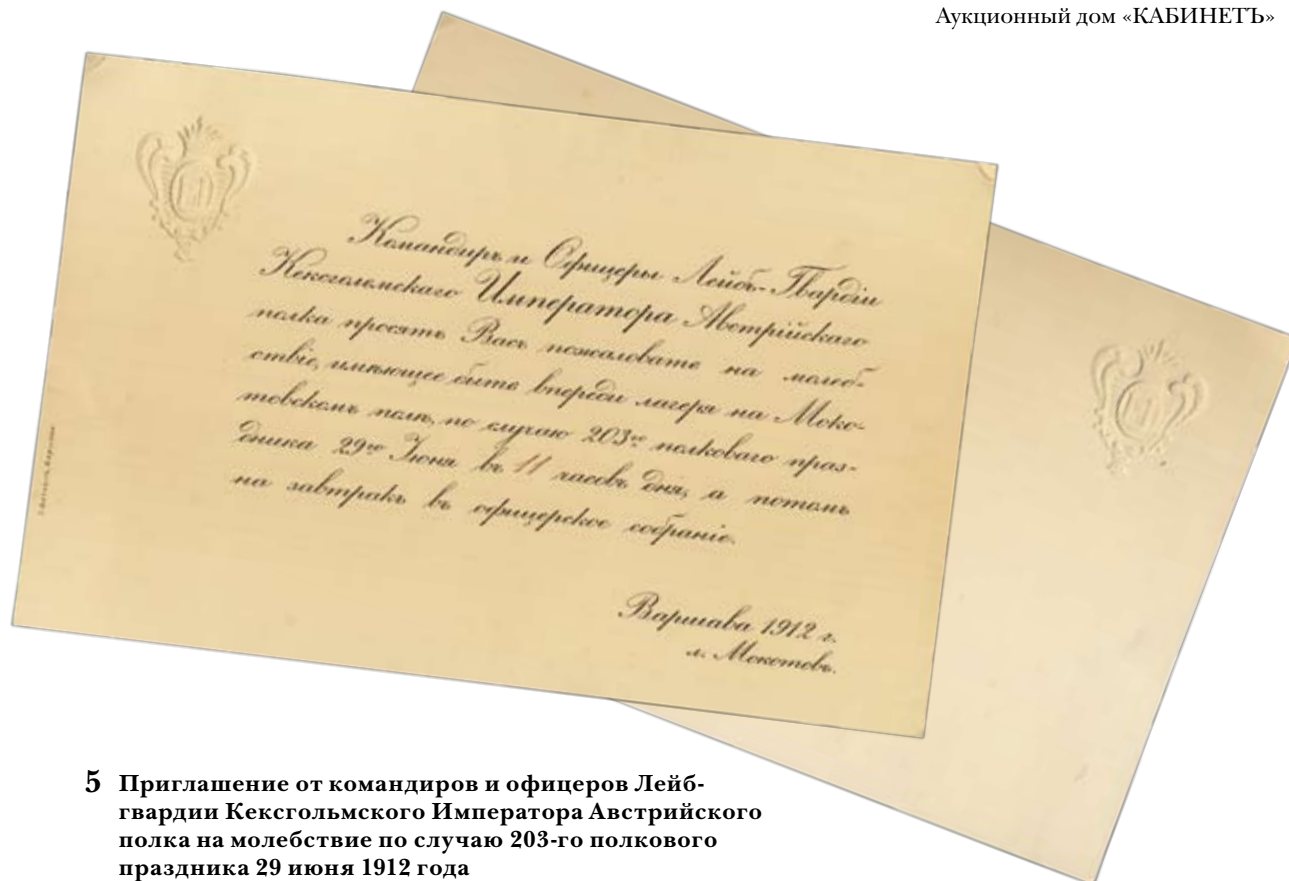 Аукционный дом «КАБИНЕТЪ»
Командиръ и Офицеры Лейбъ-Гвардіи
Кексгольмскаго Императора Австрійскаго
полка просятъ Васъ пожаловать на молеб-
ствіе, имѣющее быть впереди лагеря на Моко-
товскомъ полѣ, по случаю 203го полкового праз-
дника 29го Іюня въ 11 часовъ дня, а потомъ
на завтракъ въ офицерское собраніе.
Варшава 1912 г.
л. Мокотовъ.
5 Приглашение от командиров и офицеров Лейб-
гвардии Кексгольмского Императора Австрийского
полка на молебствие по случаю 203-го полкового
праздника 29 июня 1912 года